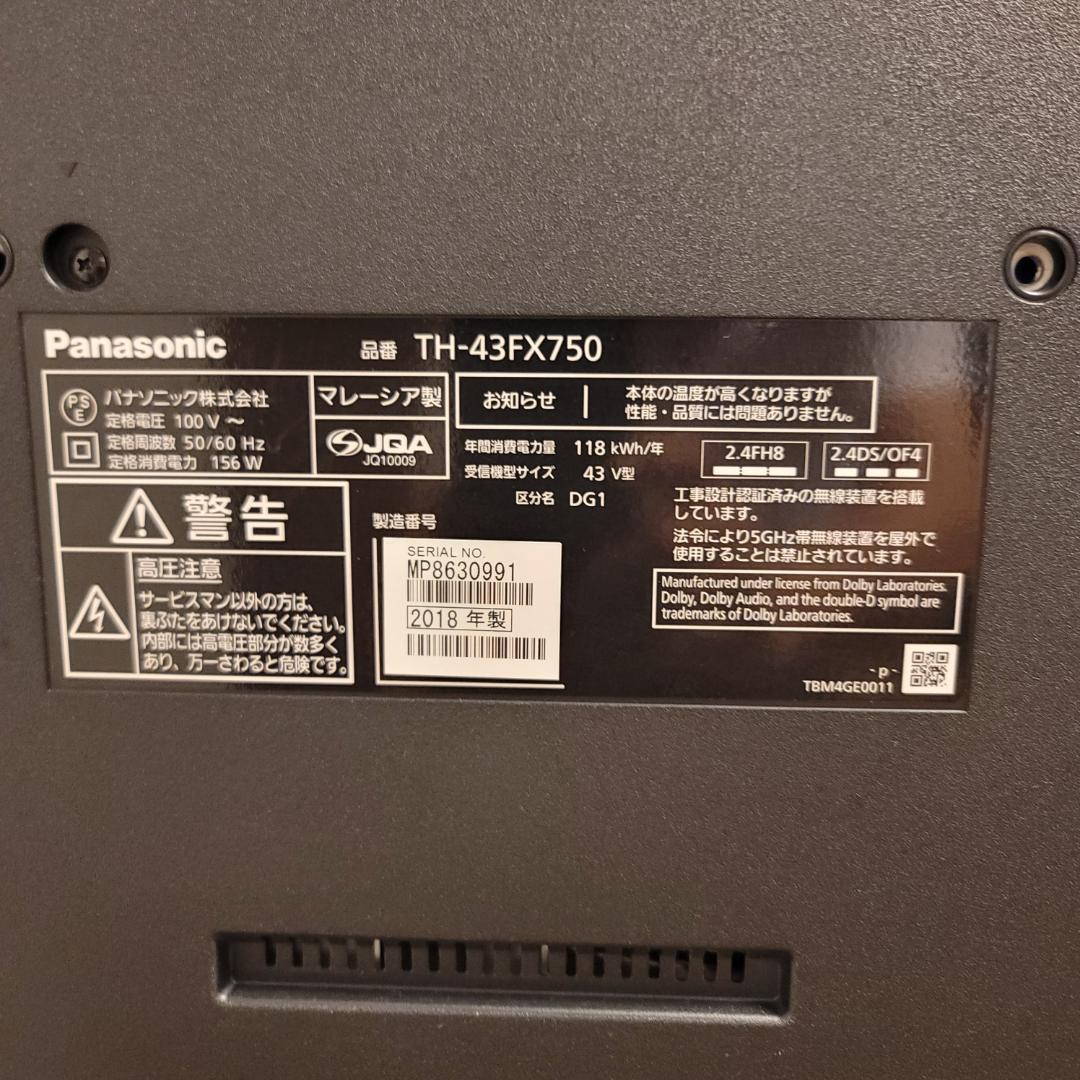 Panasonic
品番 TH-43FX750
PSE
パナソニック株式会社
定格電圧 100 V ～
定格周波数 50/60 Hz
定格消費電力 156 W
マレーシア製
JQA
JQ10009
お知らせ
本体の温度が高くなりますが
性能・品質には問題ありません。
年間消費電力量 118 kWh/年
受信機型サイズ 43 V型
区分名 DG1
2.4FH8
2.4DS/OF4
工事設計認証済みの無線装置を搭載
しています。
法令により5GHz帯無線装置を屋外で
使用することは禁止されています。
警告
高圧注意
サービスマン以外の方は、
裏ぶたをあけないでください。
内部には高電圧部分が数多く
あり、万一さわると危険です。
製造番号
SERIAL NO.
MP8630991
2018 年製
Manufactured under license from Dolby Laboratories.
Dolby, Dolby Audio, and the double-D symbol are
trademarks of Dolby Laboratories.
- p -
TBM4GE0011